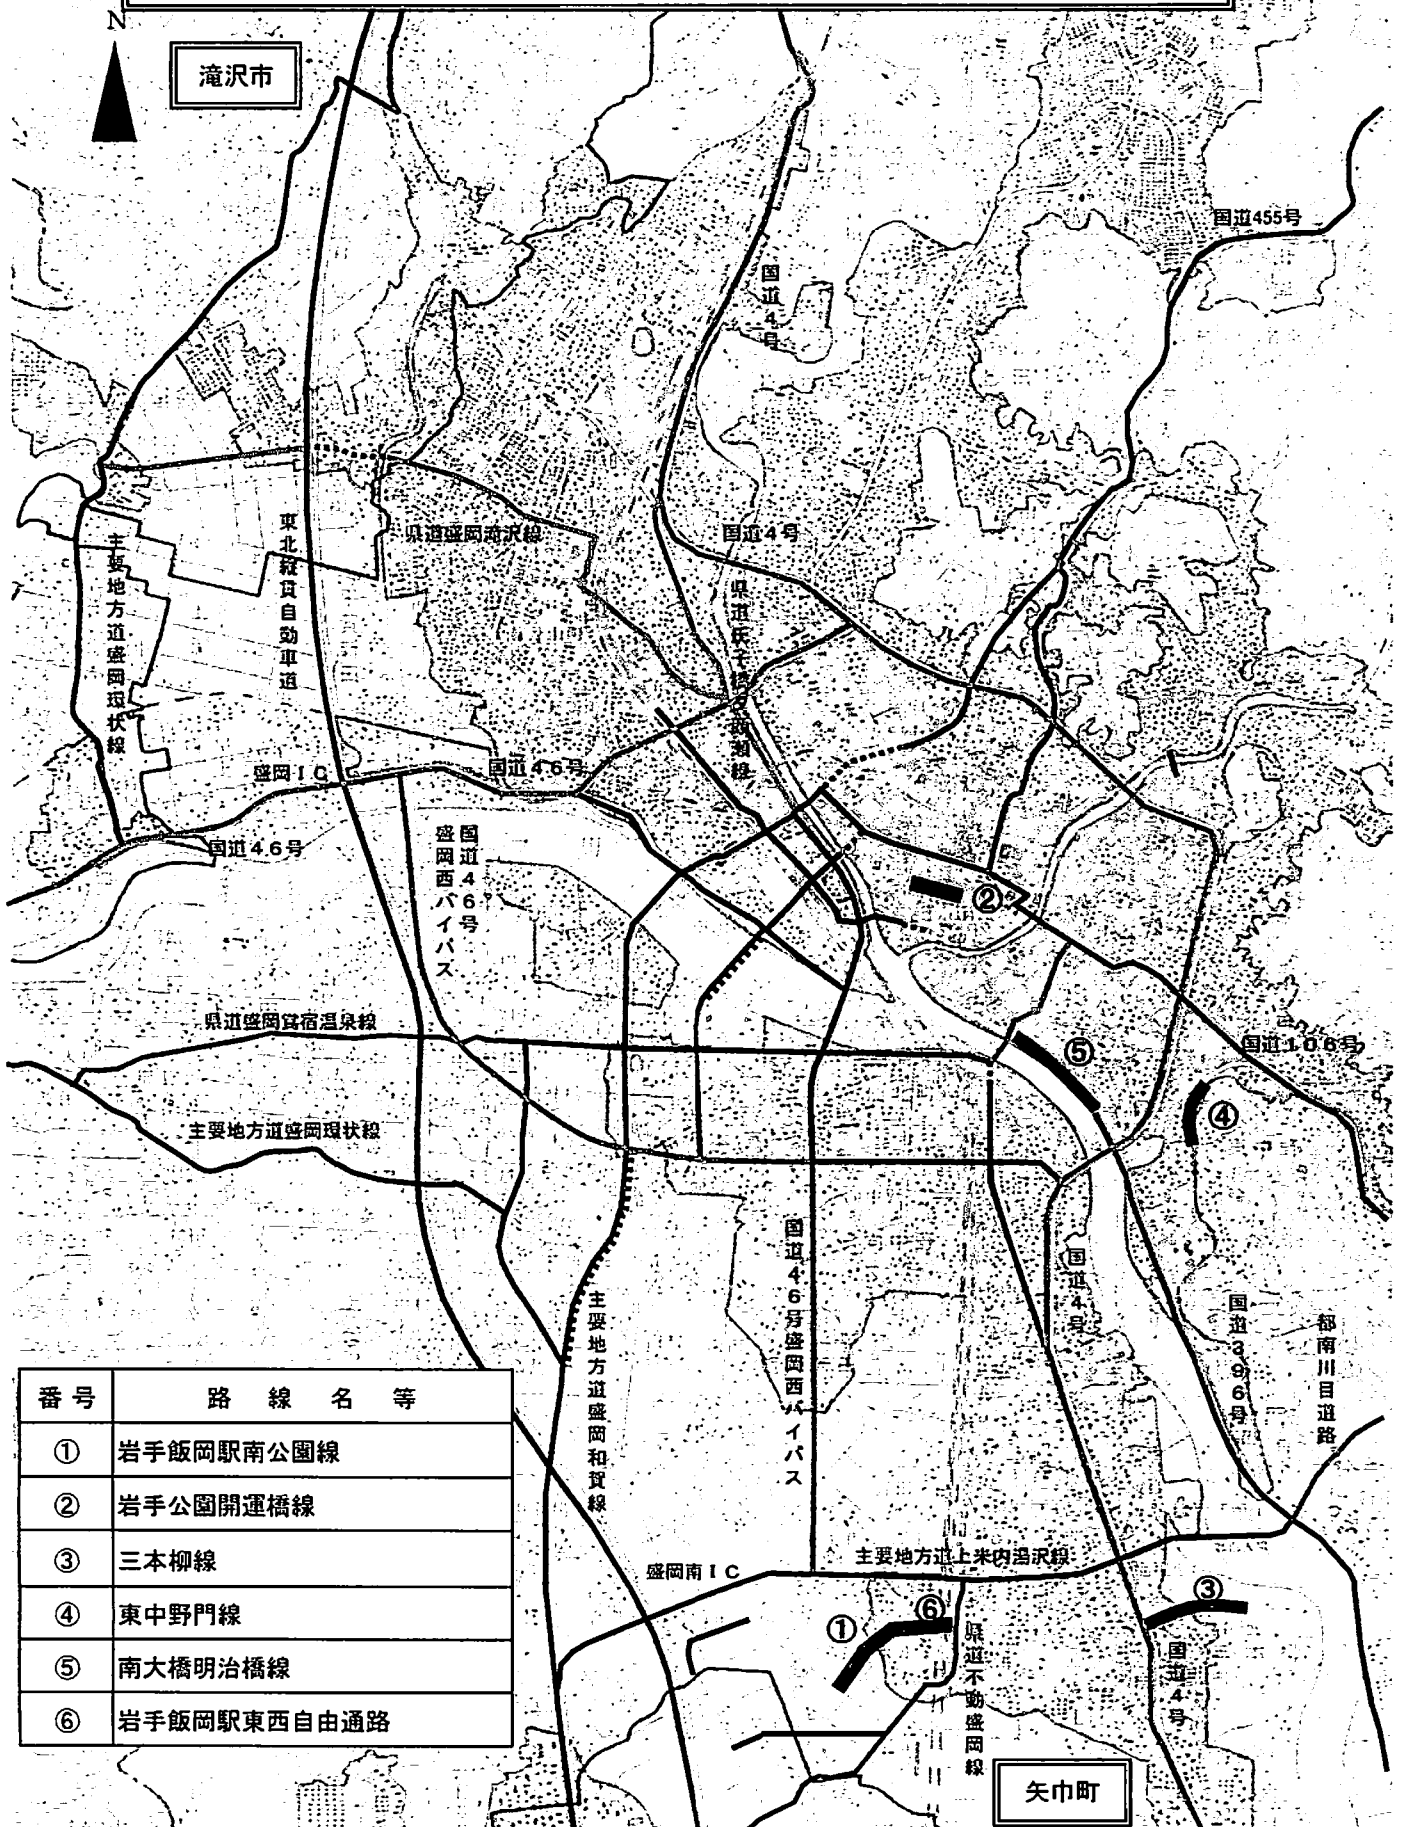 N
滝沢市
国道455号
国道4号
県道盛岡滝沢線
国道4号
東北縦貫自動車道
主要地方道盛岡環状線
盛岡IC
国道46号
国道46号
国道46号
盛岡西バイパス
②
県道盛岡鶯宿温泉線
⑤
国道106号
主要地方道盛岡環状線
④
国道46号盛岡西バイパス
国道4号
主要地方道盛岡和賀線
国道396号
都南川目道路
番号 路線名等
① 岩手飯岡駅南公園線
② 岩手公園開運橋線
③ 三本柳線
④ 東中野門線
⑤ 南大橋明治橋線
⑥ 岩手飯岡駅東西自由通路
盛岡南IC
主要地方道上米内湯沢線
①
⑥
③
県道不動盛岡線
国道4号
矢巾町